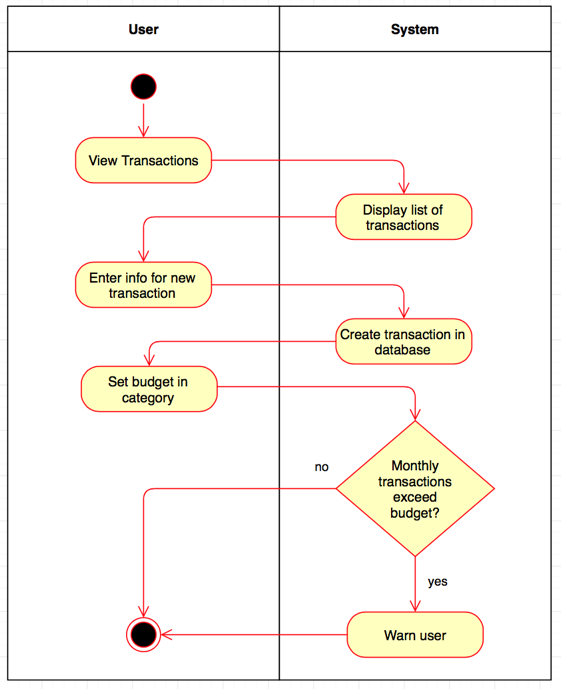 User
System
View Transactions
Display list of
transactions
Enter info for new
transaction
Create transaction in
database
Set budget in
category
Monthly
transactions
exceed
budget?
no
yes
Warn user